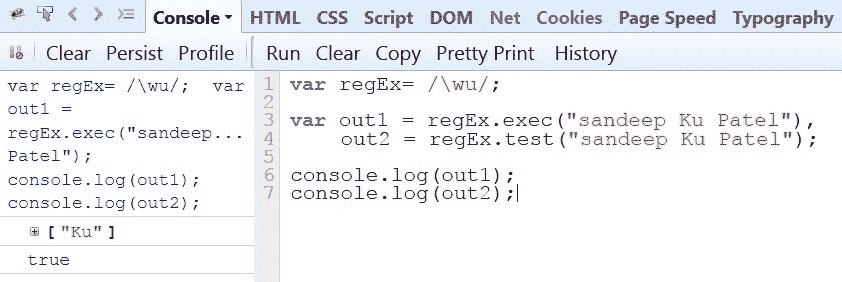 Console HTML CSS Script DOM Net Cookies Page Speed Typography
Clear Persist Profile Run Clear Copy Pretty Print History
var regEx= /\wu/;  var
out1 =
regEx.exec("sandeep...
Patel");
console.log(out1);
console.log(out2);
["Ku"]
true
1 var regEx= /\wu/;
2
3 var out1 = regEx.exec("sandeep Ku Patel"),
4     out2 = regEx.test("sandeep Ku Patel");
5
6 console.log(out1);
7 console.log(out2);